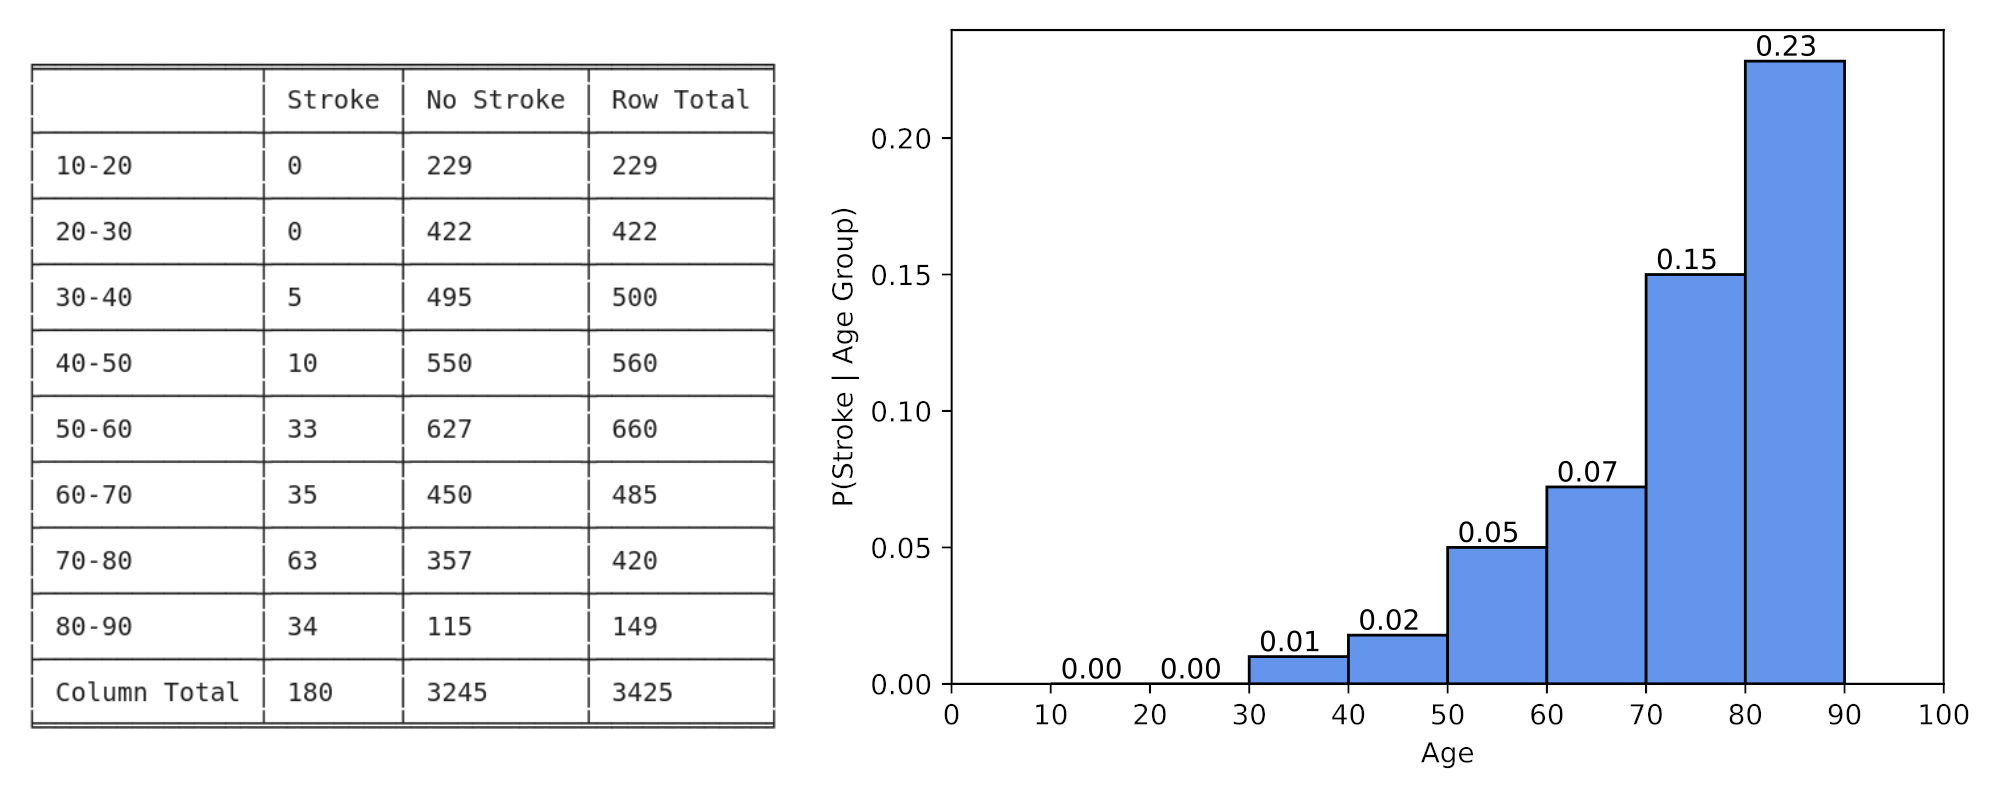 Stroke No Stroke Row Total
10-20 0 229 229
20-30 0 422 422
30-40 5 495 500
40-50 10 550 560
50-60 33 627 660
60-70 35 450 485
70-80 63 357 420
80-90 34 115 149
Column Total 180 3245 3425
P(Stroke | Age Group)
0.20
0.15
0.10
0.05
0.00
0.00 0.00 0.01 0.02 0.05 0.07 0.15 0.23
0 10 20 30 40 50 60 70 80 90 100
Age